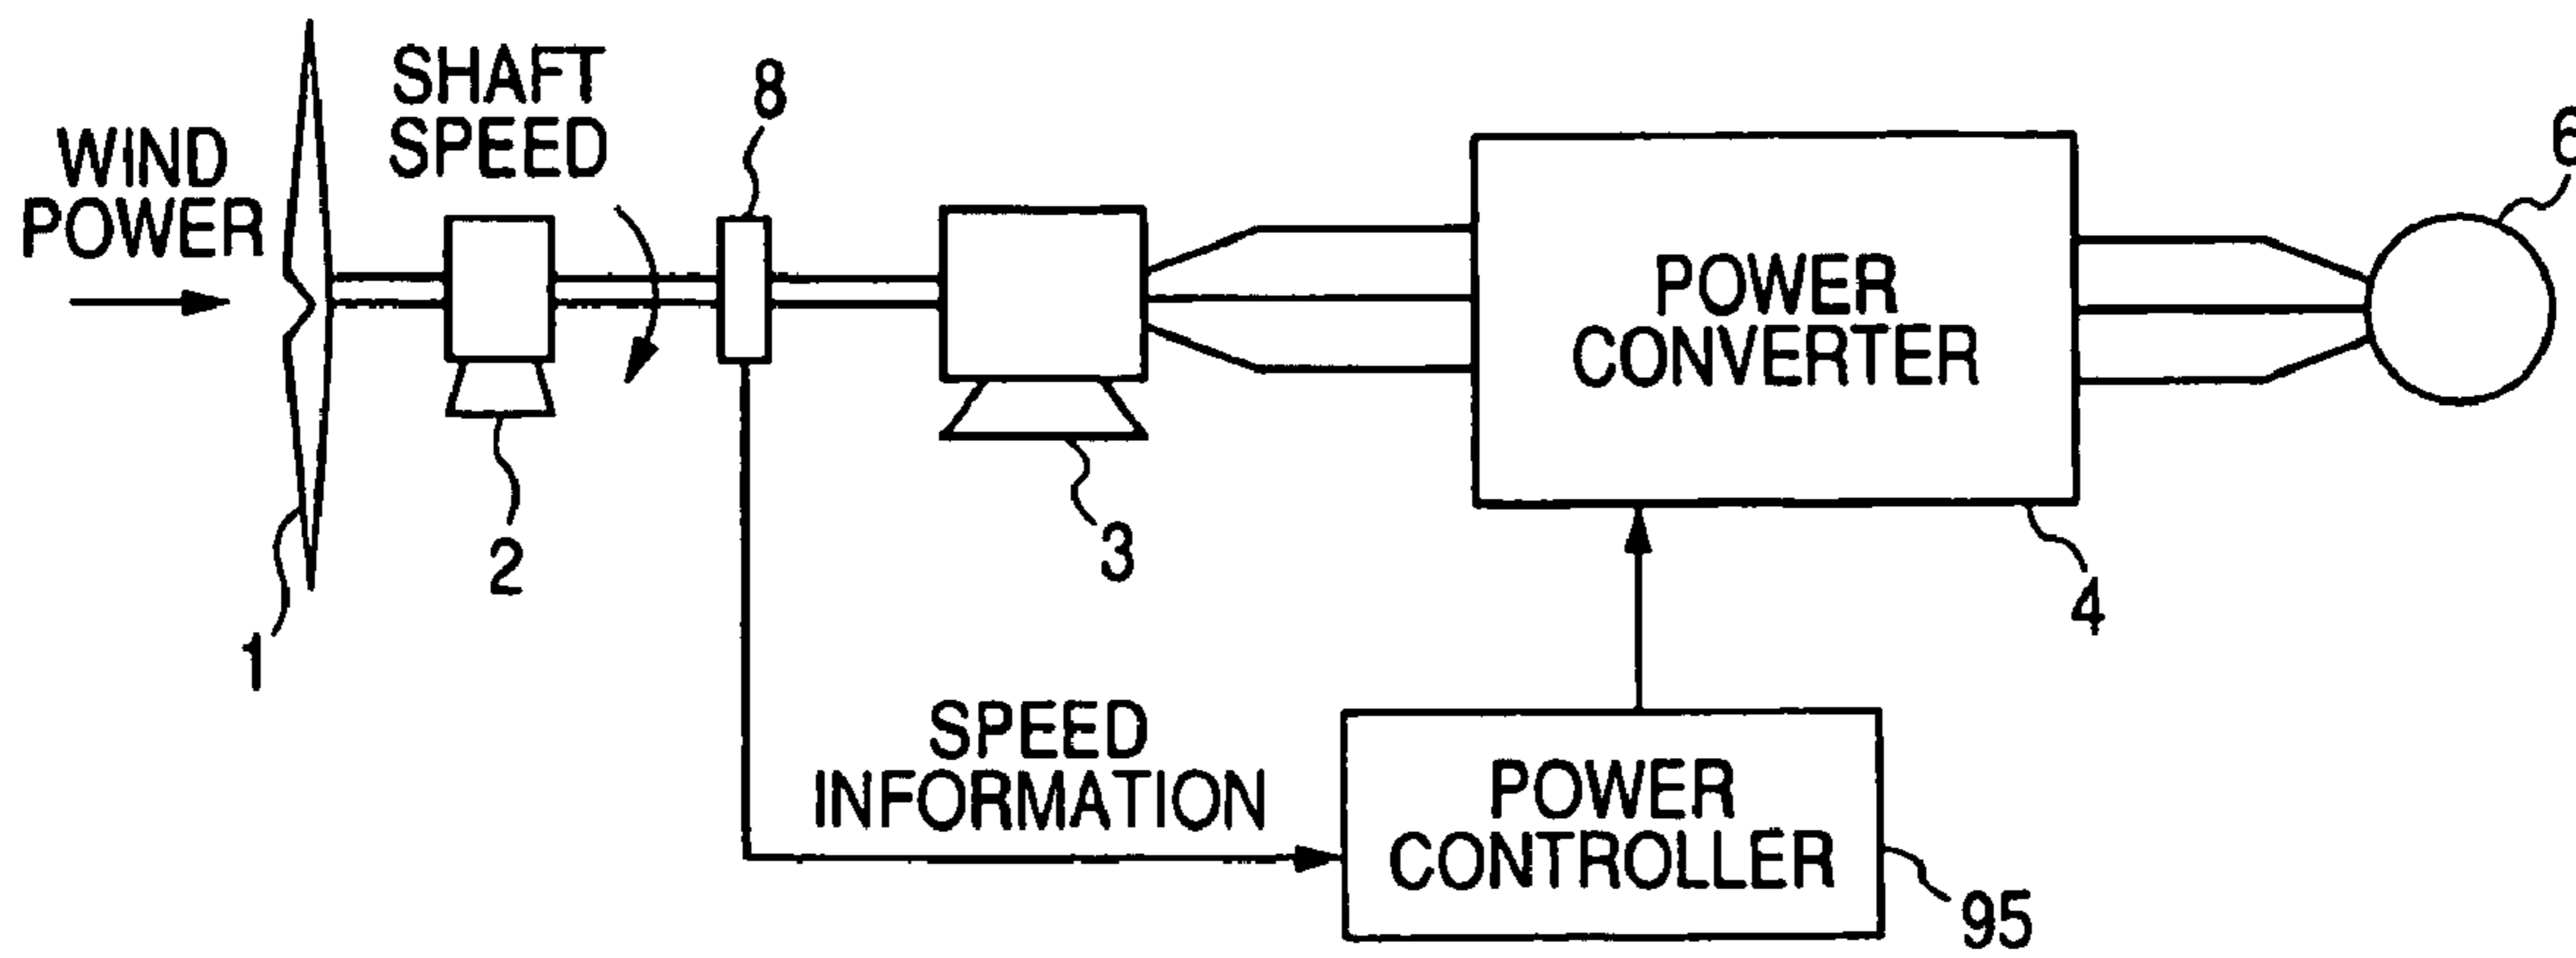 WIND
POWER
SHAFT
SPEED
8
6
POWER
CONVERTER
1
2
3
4
SPEED
INFORMATION
POWER
CONTROLLER
95